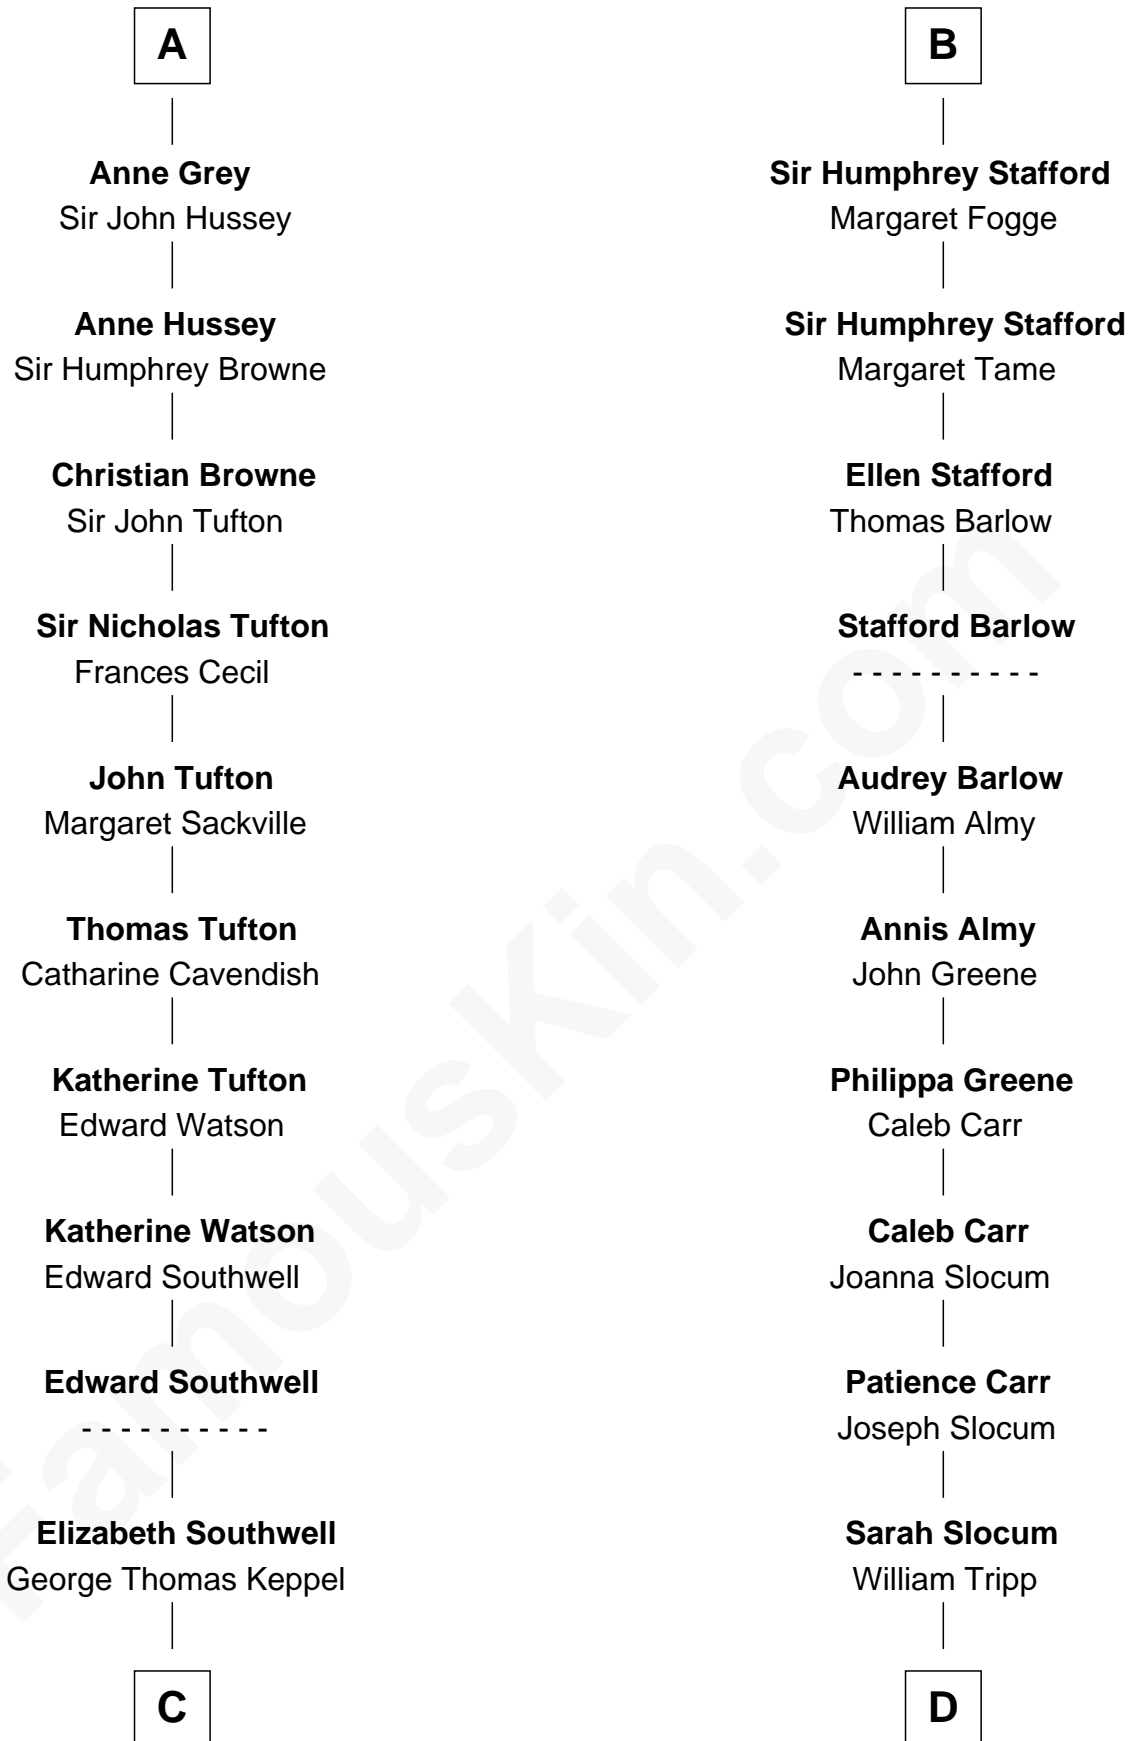 A
Anne Grey
Sir John Hussey
Anne Hussey
Sir Humphrey Browne
Christian Browne
Sir John Tufton
Sir Nicholas Tufton
Frances Cecil
John Tufton
Margaret Sackville
Thomas Tufton
Catharine Cavendish
Katherine Tufton
Edward Watson
Katherine Watson
Edward Southwell
Edward Southwell
- - - - - - - - - -
Elizabeth Southwell
George Thomas Keppel
C
B
Sir Humphrey Stafford
Margaret Fogge
Sir Humphrey Stafford
Margaret Tame
Ellen Stafford
Thomas Barlow
Stafford Barlow
- - - - - - - - - -
Audrey Barlow
William Almy
Annis Almy
John Greene
Philippa Greene
Caleb Carr
Caleb Carr
Joanna Slocum
Patience Carr
Joseph Slocum
Sarah Slocum
William Tripp
D
FamousKin.com